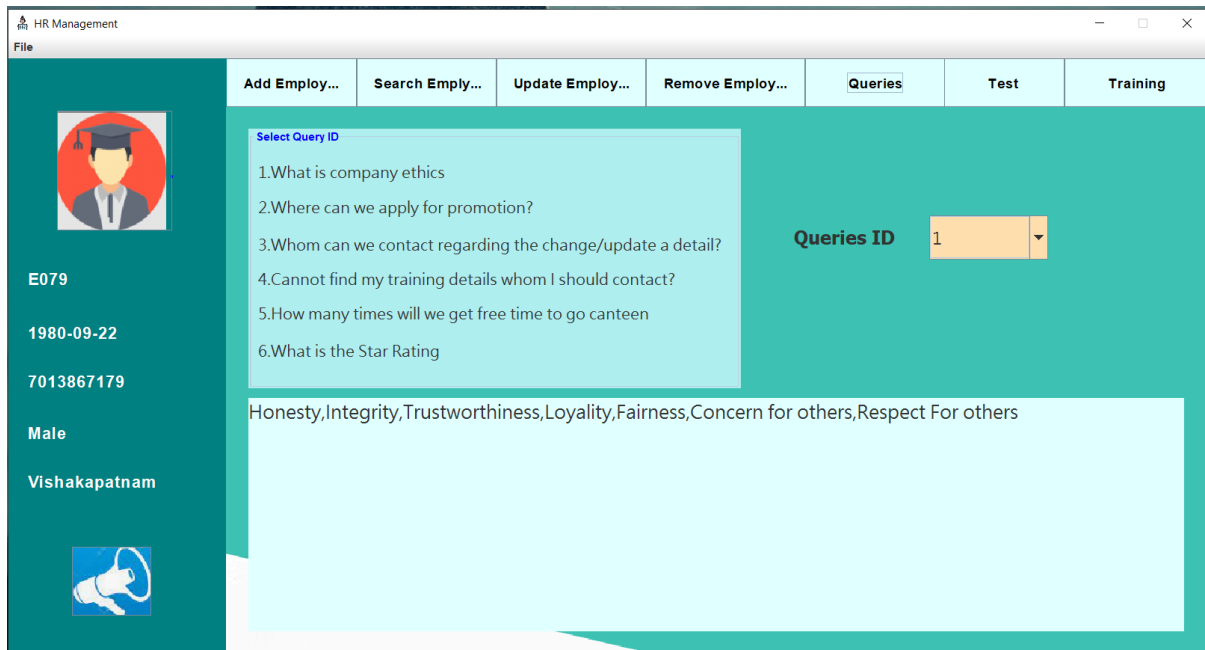 HR Management
File
Add Employ... Search Emply... Update Employ... Remove Employ... Queries Test Training
Select Query ID
1.What is company ethics
2.Where can we apply for promotion?
3.Whom can we contact regarding the change/update a detail?
4.Cannot find my training details whom I should contact?
5.How many times will we get free time to go canteen
6.What is the Star Rating
Queries ID 1
E079
1980-09-22
7013867179
Male
Vishakapatnam
Honesty,Integrity,Trustworthiness,Loyality,Fairness,Concern for others,Respect For others